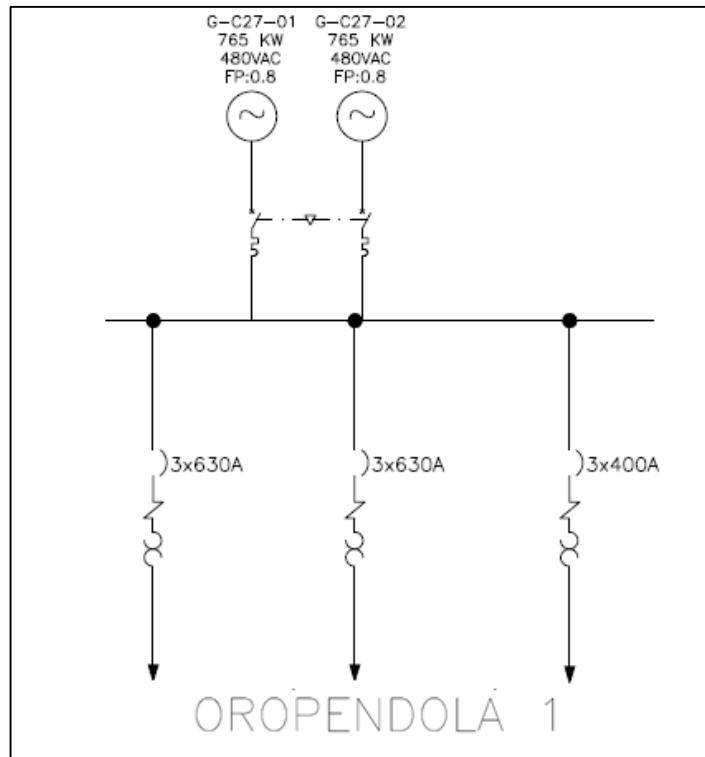 G-C27-01 G-C27-02
765 KW 765 KW
480VAC 480VAC
FP:0.8 FP:0.8
3x630A 3x630A 3x400A
OROPENDOLA 1